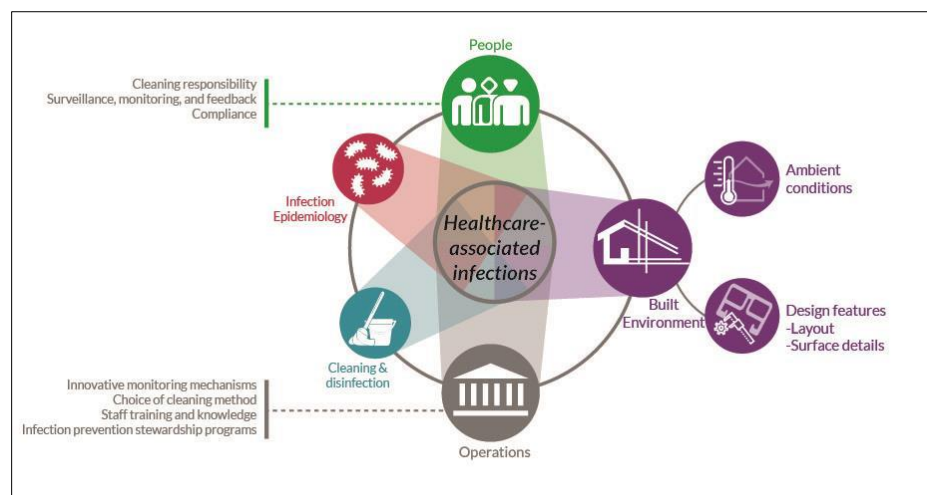 People
Cleaning responsibility
Surveillance, monitoring, and feedback
Compliance
Infection
Epidemiology
Healthcare-
associated
infections
Ambient
conditions
Built
Environment
Design features
-Layout
-Surface details
Cleaning &
disinfection
Innovative monitoring mechanisms
Choice of cleaning method
Staff training and knowledge
Infection prevention stewardship programs
Operations